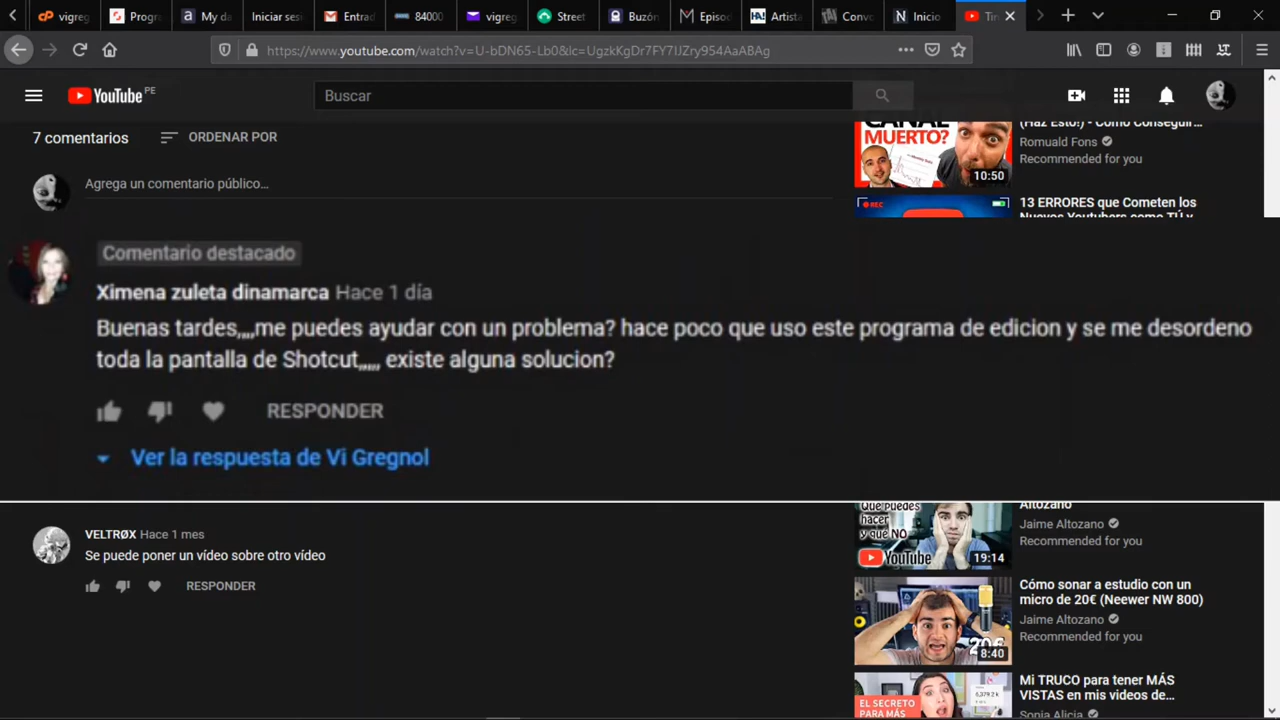 vigreg
Progra
My da
Iniciar sesi
Entrad
84000
vigreg
Street
Buzón
Episo
Artista
Convo
Inicio
Tin
https://www.youtube.com/watch?v=U-bDN65-Lb0&lc=UgzkKgDr7FY7IJZry954AaABAg
YouTube PE
Buscar
7 comentarios
ORDENAR POR
Agrega un comentario público...
CANAL
MUERTO?
10:50
(Haz Esto!) - Cómo Conseguir...
Romuald Fons
Recommended for you
REC
13 ERRORES que Cometen los
Nuevos Youtubers como TÚ y
Comentario destacado
Ximena zuleta dinamarca Hace 1 día
Buenas tardes,,,,me puedes ayudar con un problema? hace poco que uso este programa de edicion y se me desordeno
toda la pantalla de Shotcut,,,,, existe alguna solucion?
RESPONDER
Ver la respuesta de Vi Gregnol
VELTRØX Hace 1 mes
Se puede poner un vídeo sobre otro vídeo
RESPONDER
Que puedes
hacer
y que NO
YouTube
19:14
Altozano
Jaime Altozano
Recommended for you
20€
8:40
Cómo sonar a estudio con un
micro de 20€ (Neewer NW 800)
Jaime Altozano
Recommended for you
EL SECRETO
PARA MÁS
Mi TRUCO para tener MÁS
VISTAS en mis videos de...
Sonia Alicia